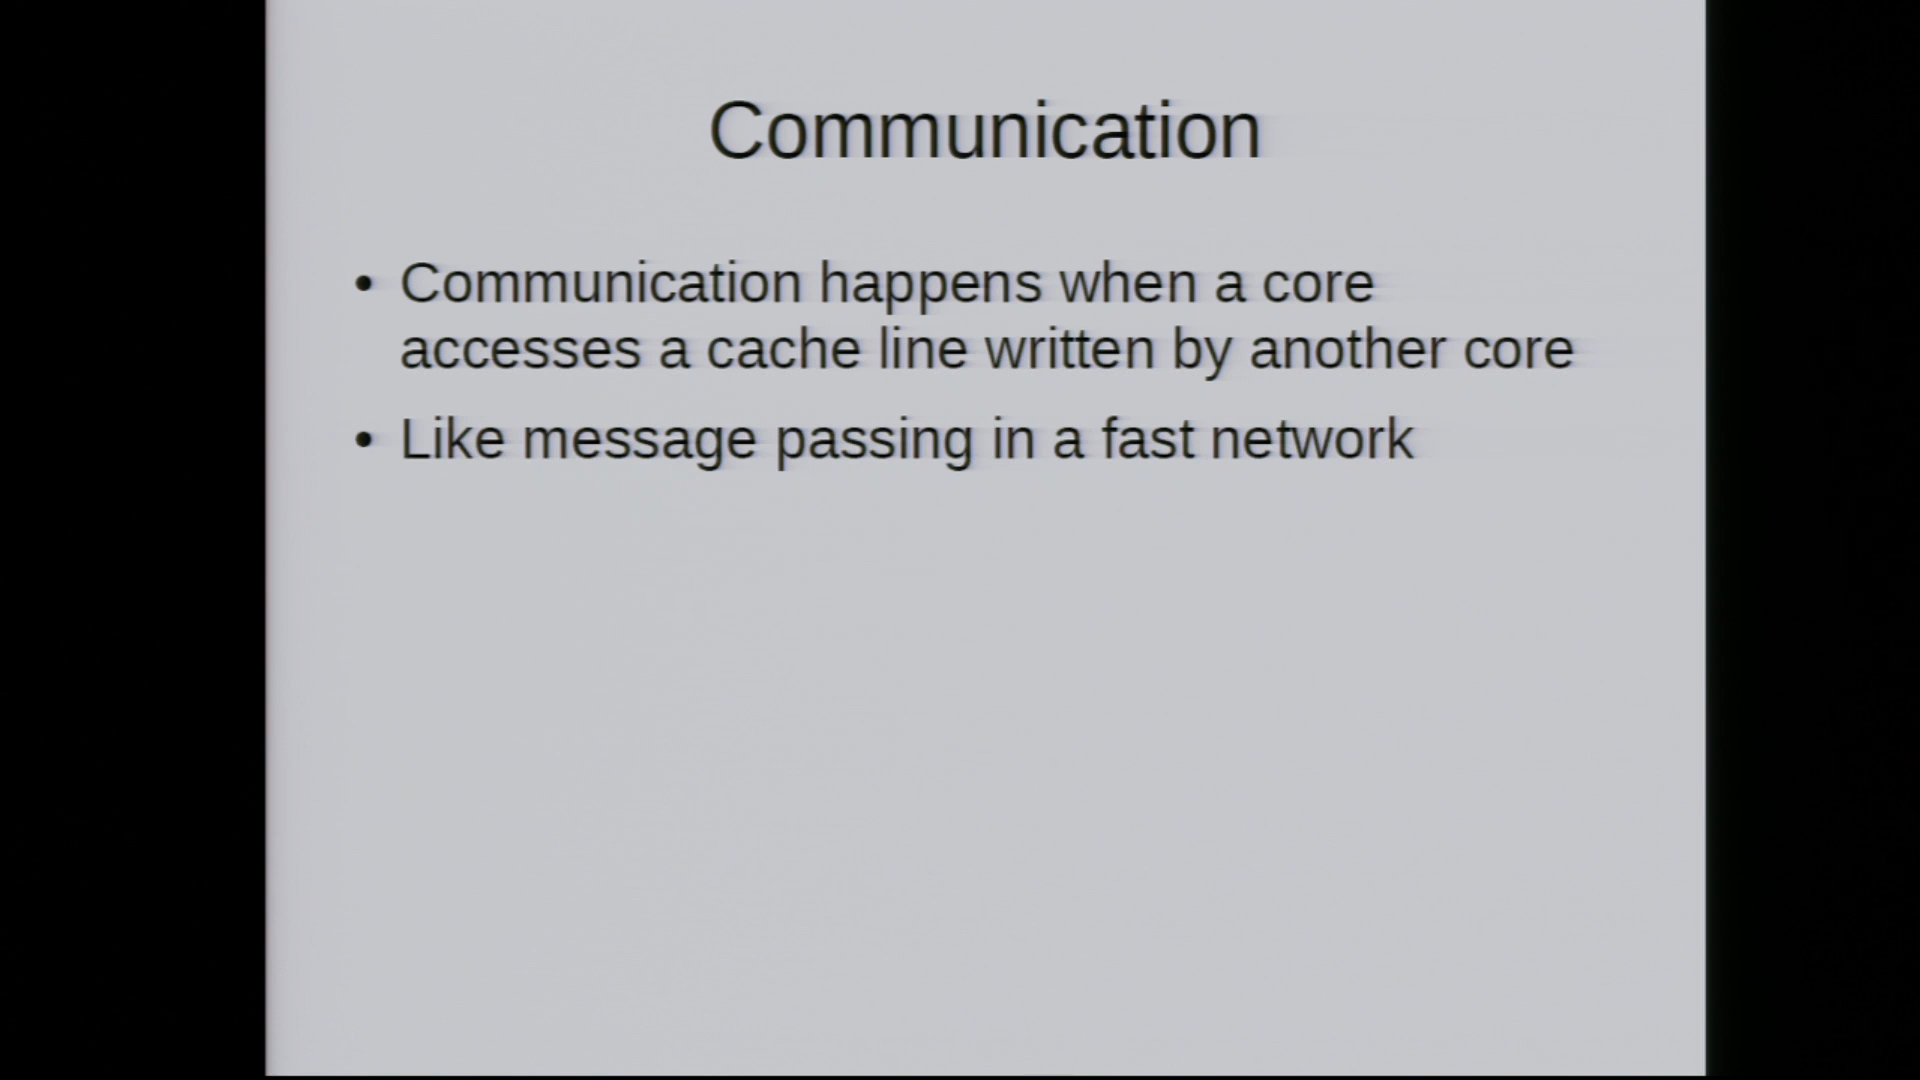 Communication
• Communication happens when a core
accesses a cache line written by another core
• Like message passing in a fast network